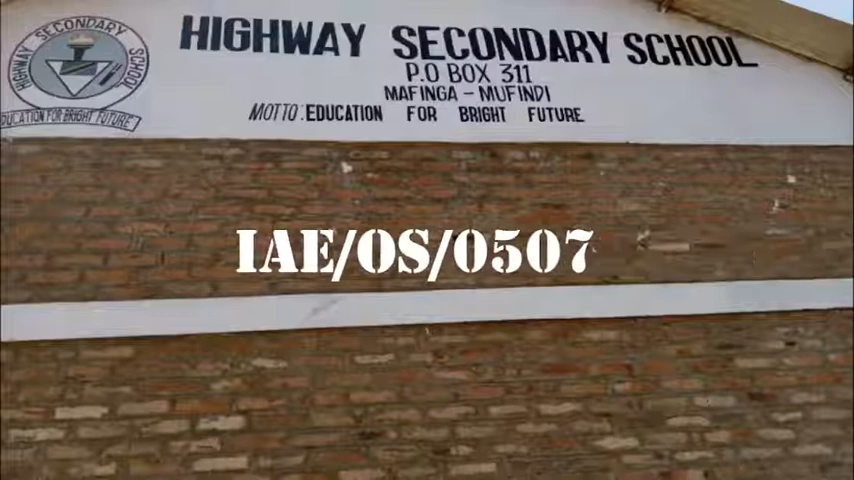 HIGHWAY SECONDARY SCHOOL
P.O BOX 311
MAFINGA - MUFINDI
MOTTO: EDUCATION FOR BRIGHT FUTURE
HIGHWAY SECONDARY SCHOOL
EDUCATION FOR BRIGHT FUTURE
IAE/OS/0507